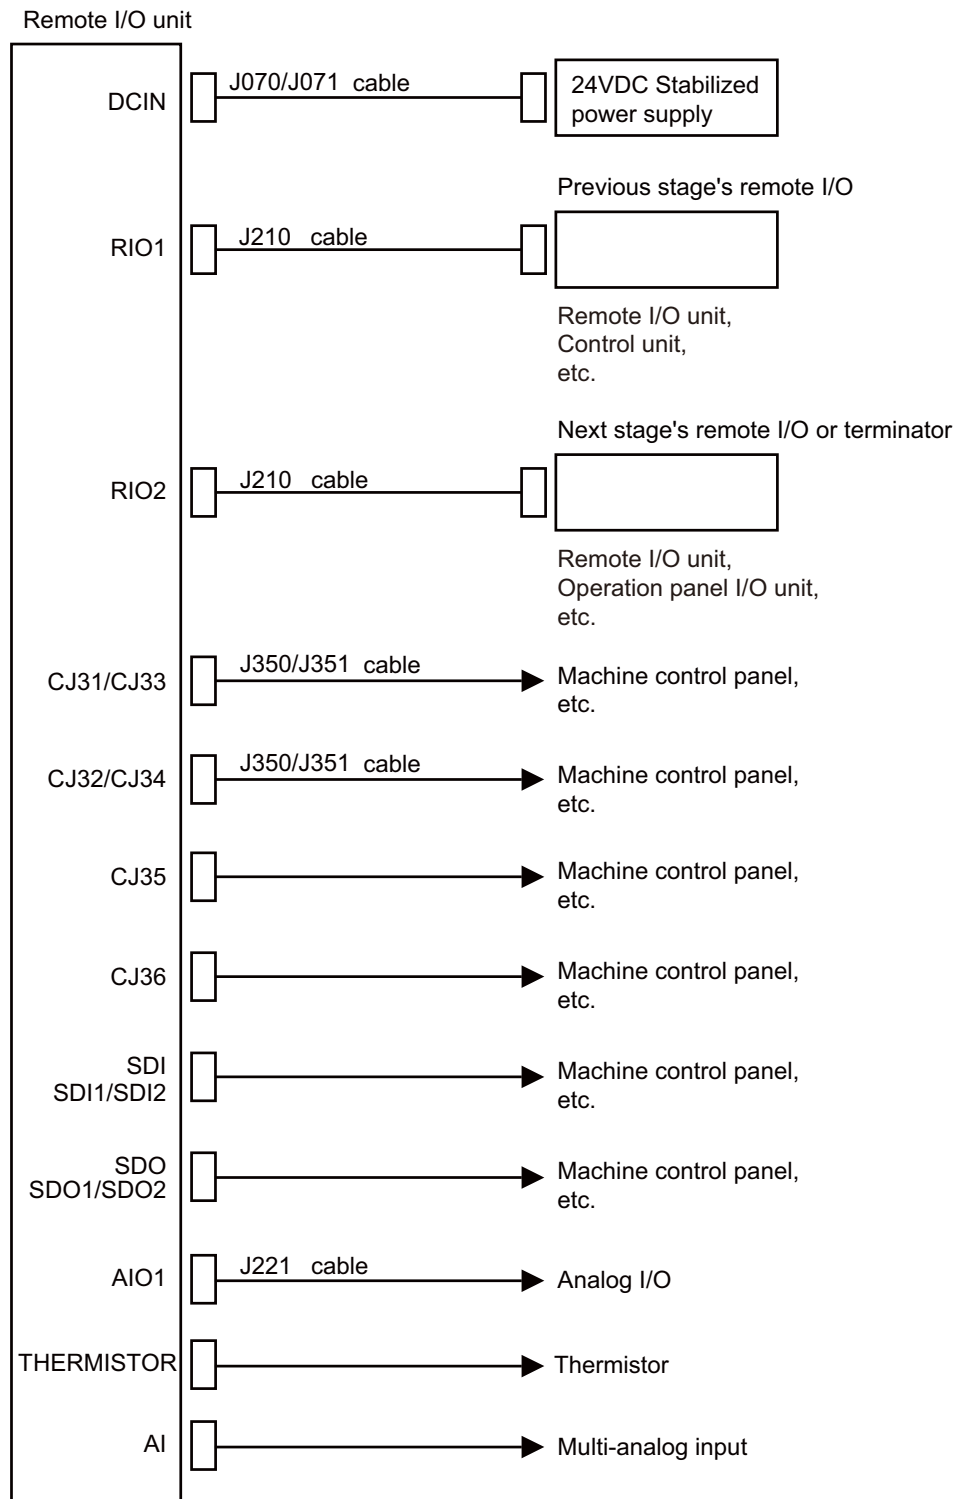 Remote I/O unit
DCIN
J070/J071 cable
24VDC Stabilized
power supply
Previous stage's remote I/O
RIO1
J210 cable
Remote I/O unit,
Control unit,
etc.
Next stage's remote I/O or terminator
RIO2
J210 cable
Remote I/O unit,
Operation panel I/O unit,
etc.
CJ31/CJ33
J350/J351 cable
Machine control panel,
etc.
CJ32/CJ34
J350/J351 cable
Machine control panel,
etc.
CJ35
Machine control panel,
etc.
CJ36
Machine control panel,
etc.
SDI
SDI1/SDI2
Machine control panel,
etc.
SDO
SDO1/SDO2
Machine control panel,
etc.
AIO1
J221 cable
Analog I/O
THERMISTOR
Thermistor
AI
Multi-analog input